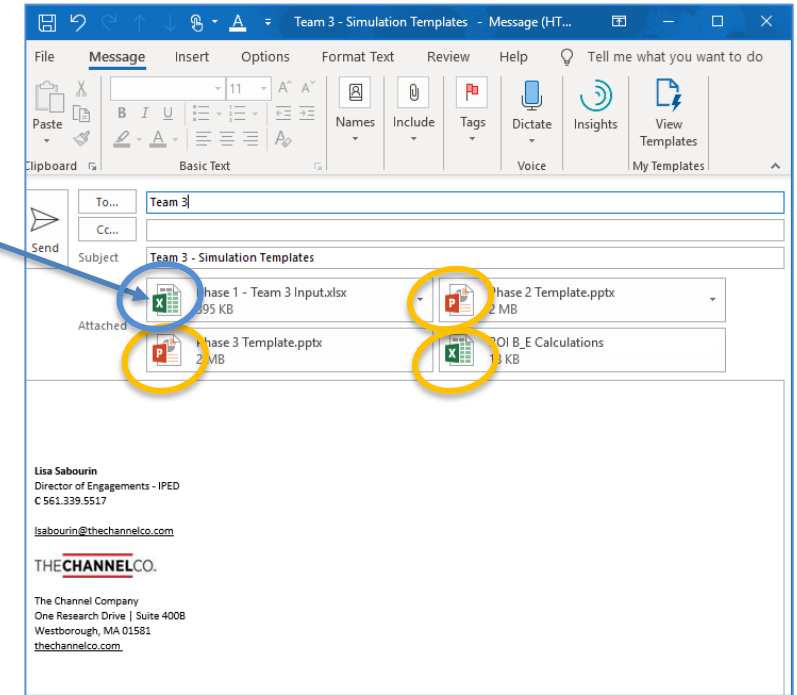 Team 3 - Simulation Templates - Message (HT...
File Message Insert Options Format Text Review Help Tell me what you want to do
11 A^ A˅
Paste B I U Names Include Tags Dictate Insights View Templates
Clipboard Basic Text Voice My Templates
To... Team 3
Cc...
Send
Subject Team 3 - Simulation Templates
Attached
Phase 1 - Team 3 Input.xlsx
395 KB
Phase 2 Template.pptx
2 MB
Phase 3 Template.pptx
2 MB
ROI B_E Calculations
KB
Lisa Sabourin
Director of Engagements - IPED
C 561.339.5517
lsabourin@thechannelco.com
THECHANNELCO.
The Channel Company
One Research Drive | Suite 400B
Westborough, MA 01581
thechannelco.com